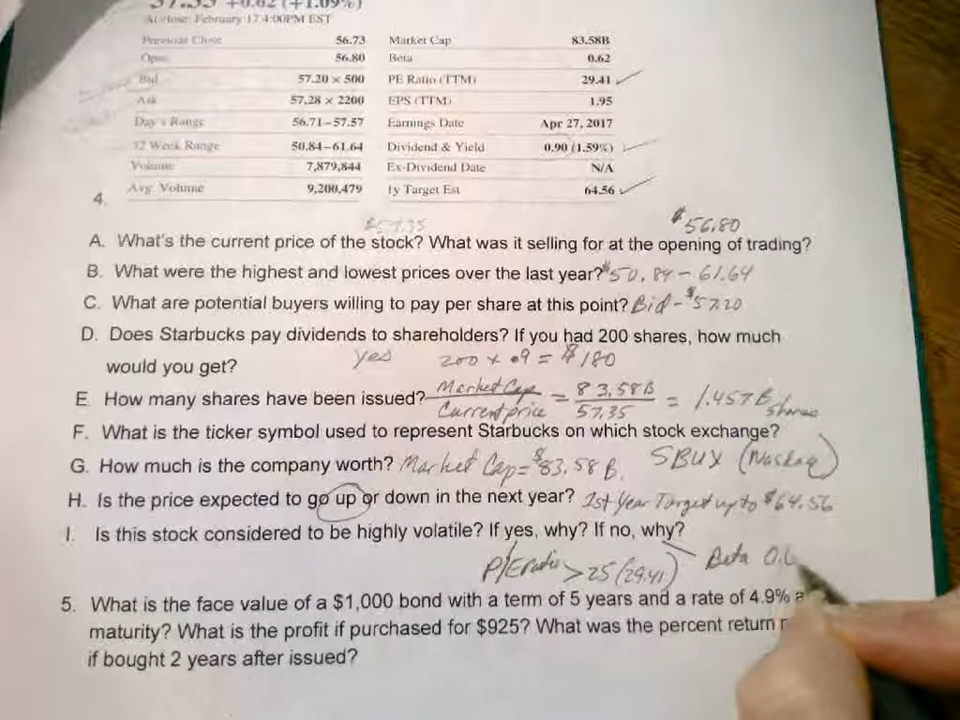 57.35 +0.62 (+1.09%)
At close: February 17 4:00PM EST
Previous Close 56.73 Market Cap 83.58B
Open 56.80 Beta 0.62
Bid 57.20 x 500 PE Ratio (TTM) 29.41
Ask 57.28 x 2200 EPS (TTM) 1.95
Day's Range 56.71-57.57 Earnings Date Apr 27, 2017
52 Week Range 50.84-61.64 Dividend & Yield 0.90 (1.59%)
Volume 7,879,844 Ex-Dividend Date N/A
Avg. Volume 9,200,479 1y Target Est 64.56
4.
$57.35 $56.80
A. What's the current price of the stock? What was it selling for at the opening of trading?
B. What were the highest and lowest prices over the last year? $50.84 - 61.64
C. What are potential buyers willing to pay per share at this point? Bid - $57.20
D. Does Starbucks pay dividends to shareholders? If you had 200 shares, how much
would you get? yes 200 x .9 = $180
E. How many shares have been issued? Market Cap / Current price = 83.58B / 57.35 = 1.457B shares
F. What is the ticker symbol used to represent Starbucks on which stock exchange?
SBUX (Nasdaq)
G. How much is the company worth? Market Cap = $83.58 B.
H. Is the price expected to go up or down in the next year? 1st Year Target up to $64.56
I. Is this stock considered to be highly volatile? If yes, why? If no, why?
P/E ratio > 25 (29.41) Beta 0.6
5. What is the face value of a $1,000 bond with a term of 5 years and a rate of 4.9% a
maturity? What is the profit if purchased for $925? What was the percent return
if bought 2 years after issued?